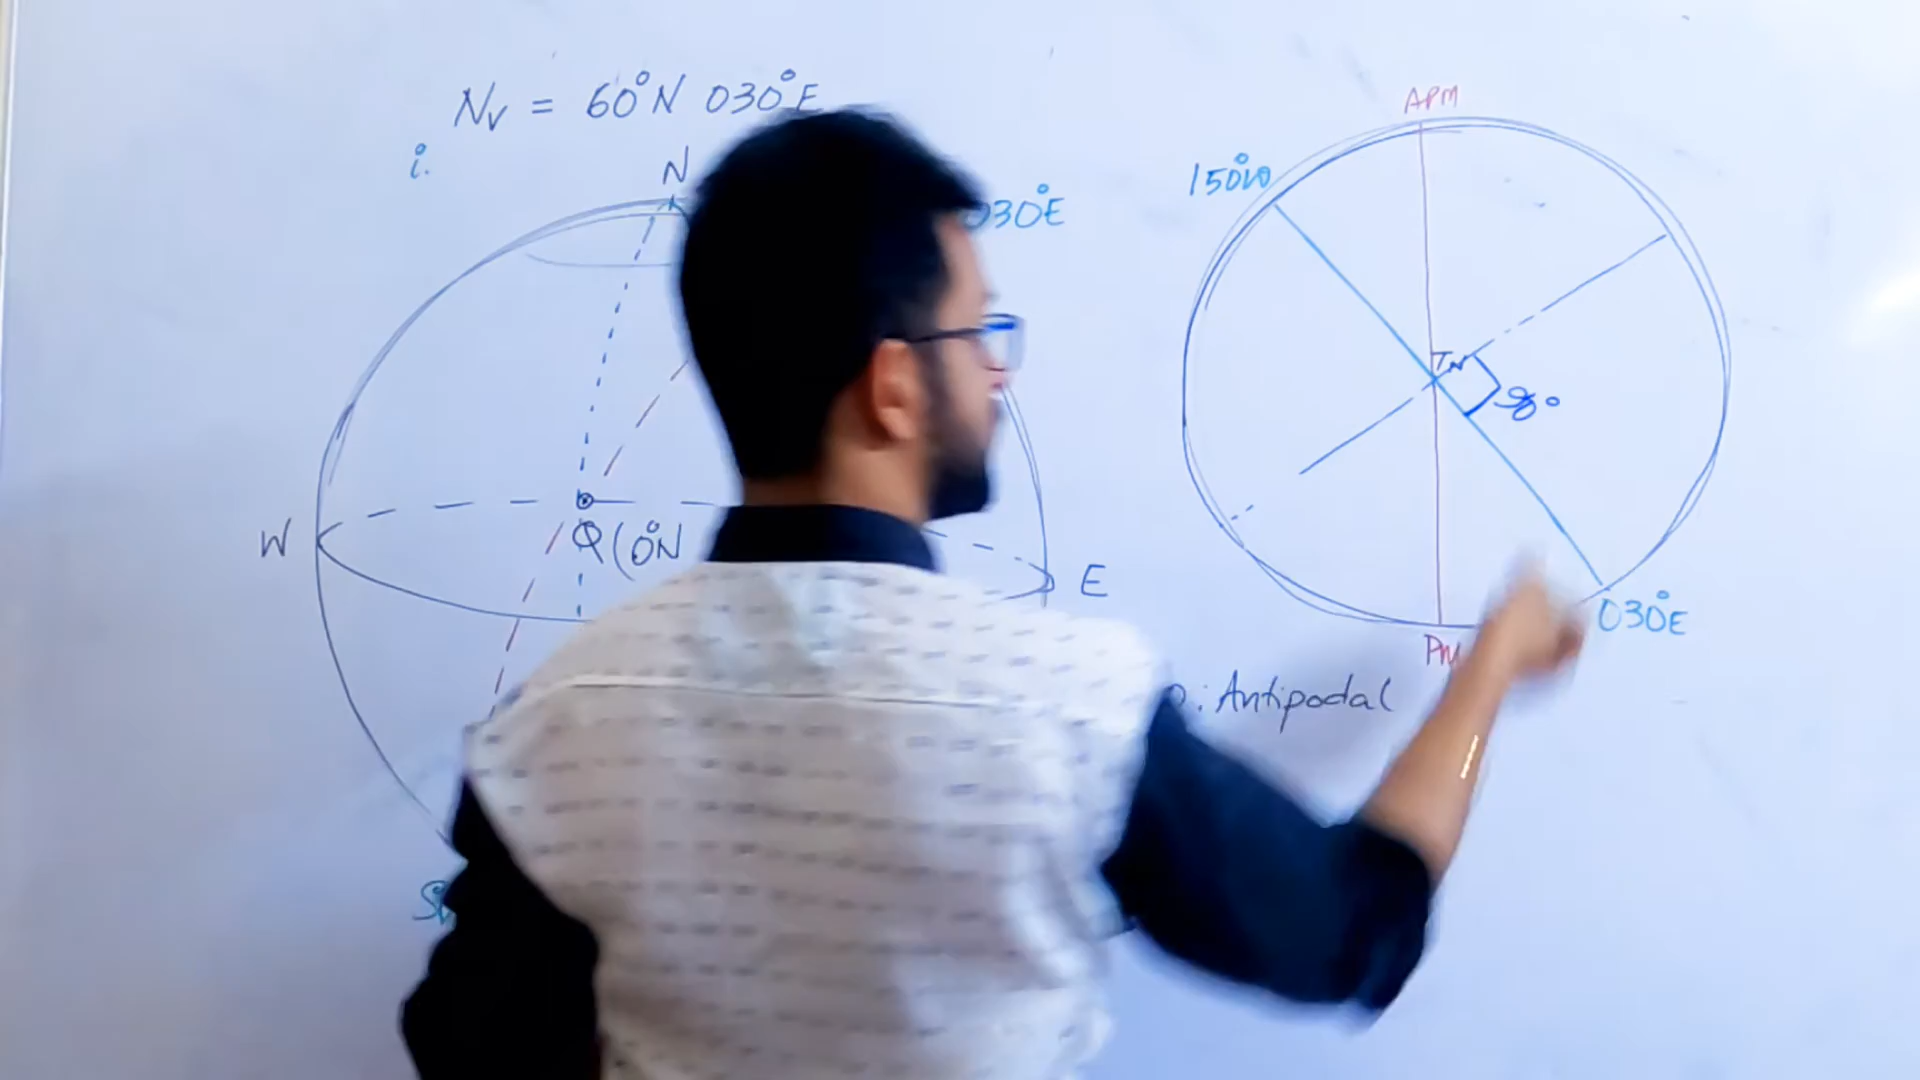 Nv = 60°N 030°E
i.
N
030°E
W
Q (0°N
E
APM
150°W
TN
90°
030°E
PM
: Antipodal